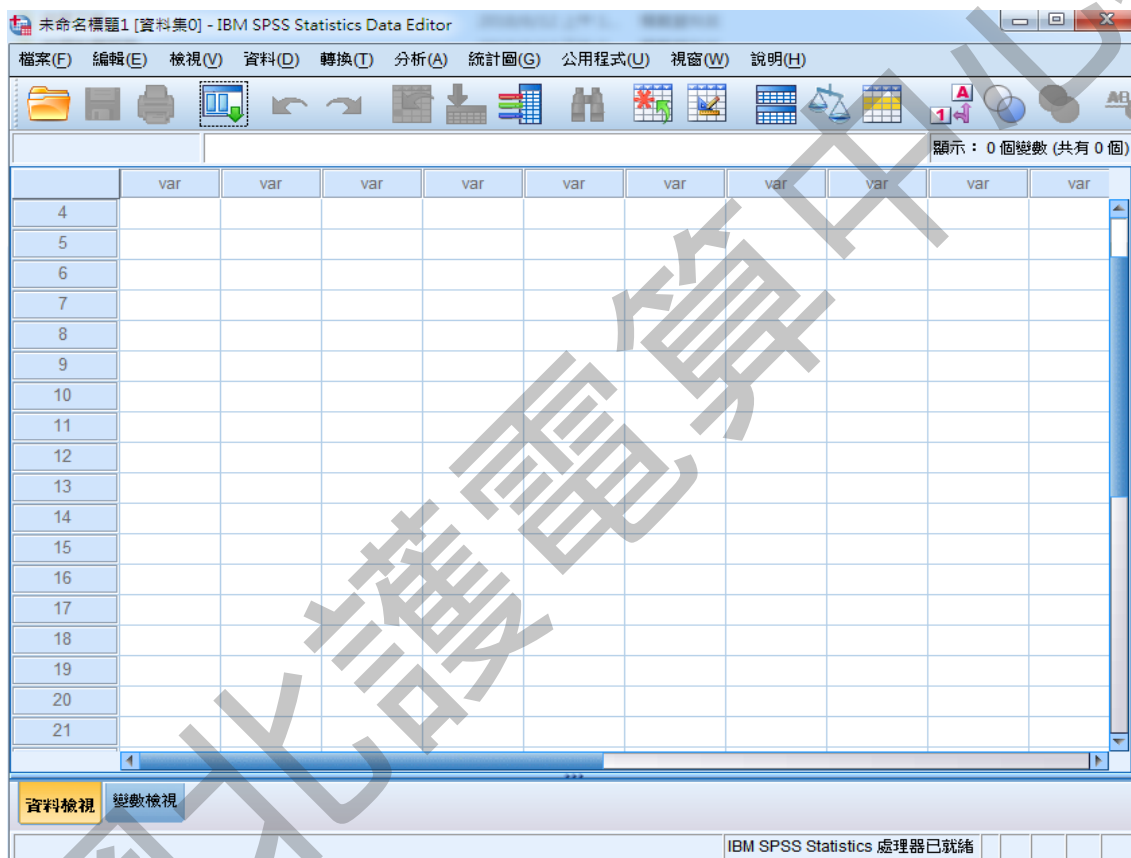 未命名標題1 [資料集0] - IBM SPSS Statistics Data Editor
檔案(F) 編輯(E) 檢視(V) 資料(D) 轉換(T) 分析(A) 統計圖(G) 公用程式(U) 視窗(W) 說明(H)
顯示： 0 個變數 (共有 0 個)
var var var var var var var var var var
4
5
6
7
8
9
10
11
12
13
14
15
16
17
18
19
20
21
資料檢視 變數檢視
IBM SPSS Statistics 處理器已就緒
北護電算中心